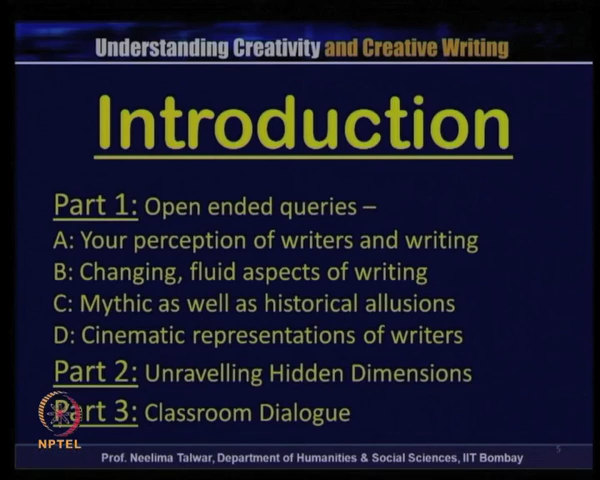 Understanding Creativity and Creative Writing
Introduction
Part 1: Open ended queries –
A: Your perception of writers and writing
B: Changing, fluid aspects of writing
C: Mythic as well as historical allusions
D: Cinematic representations of writers
Part 2: Unravelling Hidden Dimensions
Part 3: Classroom Dialogue
NPTEL
5
Prof. Neelima Talwar, Department of Humanities & Social Sciences, IIT Bombay